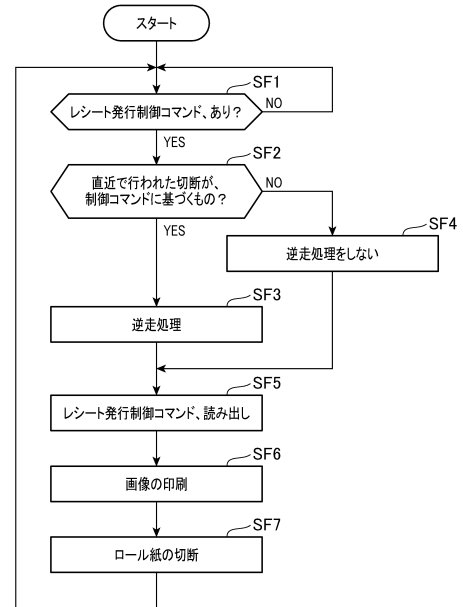 スタート
SF1
レシート発行制御コマンド、あり？
NO
YES
SF2
直近で行われた切断が、
制御コマンドに基づくもの？
NO
YES
SF4
逆走処理をしない
SF3
逆走処理
SF5
レシート発行制御コマンド、読み出し
SF6
画像の印刷
SF7
ロール紙の切断